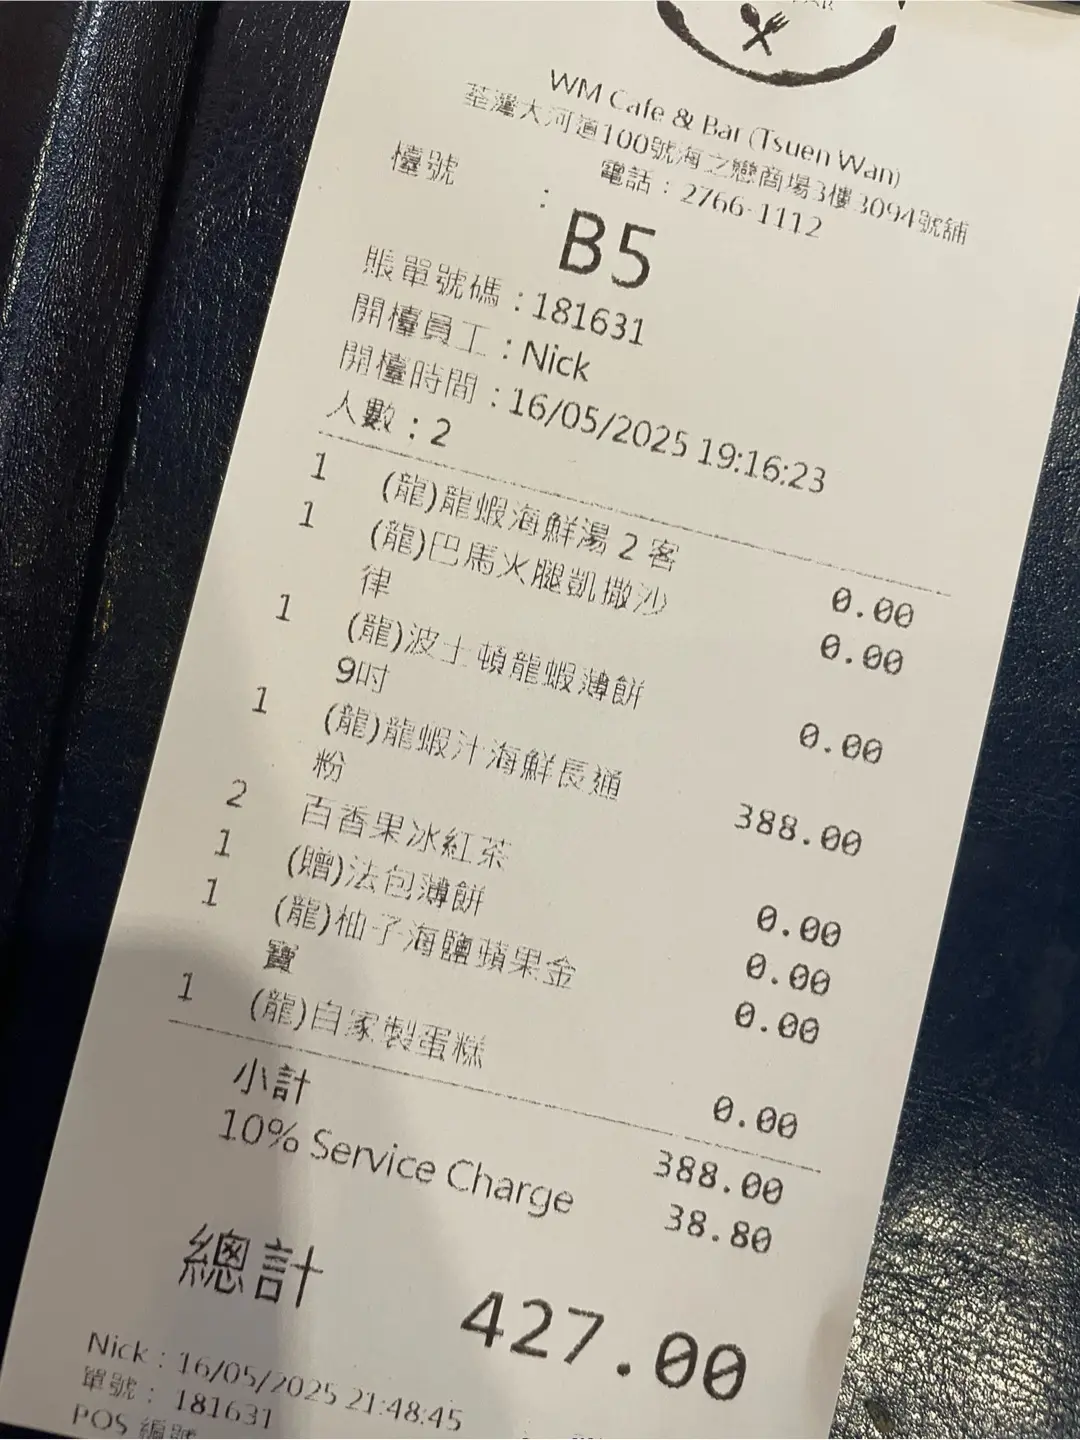 WM Cafe & Bar (Tsuen Wan)
荃灣大河道100號海之戀商場3樓3094號舖
電話：2766-1112
檯號 :
B5
賬單號碼 : 181631
開檯員工 : Nick
開檯時間 : 16/05/2025 19:16:23
人數 : 2
1 (龍)龍蝦海鮮湯 2 客 0.00
1 (龍)巴馬火腿凱撒沙 0.00
律
1 (龍)波士頓龍蝦薄餅 0.00
9吋
1 (龍)龍蝦汁海鮮長通 388.00
粉
2 百香果冰紅茶 0.00
1 (贈)法包薄餅 0.00
1 (龍)柚子海鹽蘋果金 0.00
寶
1 (龍)自家製蛋糕 0.00
小計 388.00
10% Service Charge 38.80
總計 427.00
Nick : 16/05/2025 21:48:45
單號 : 181631
POS 編號